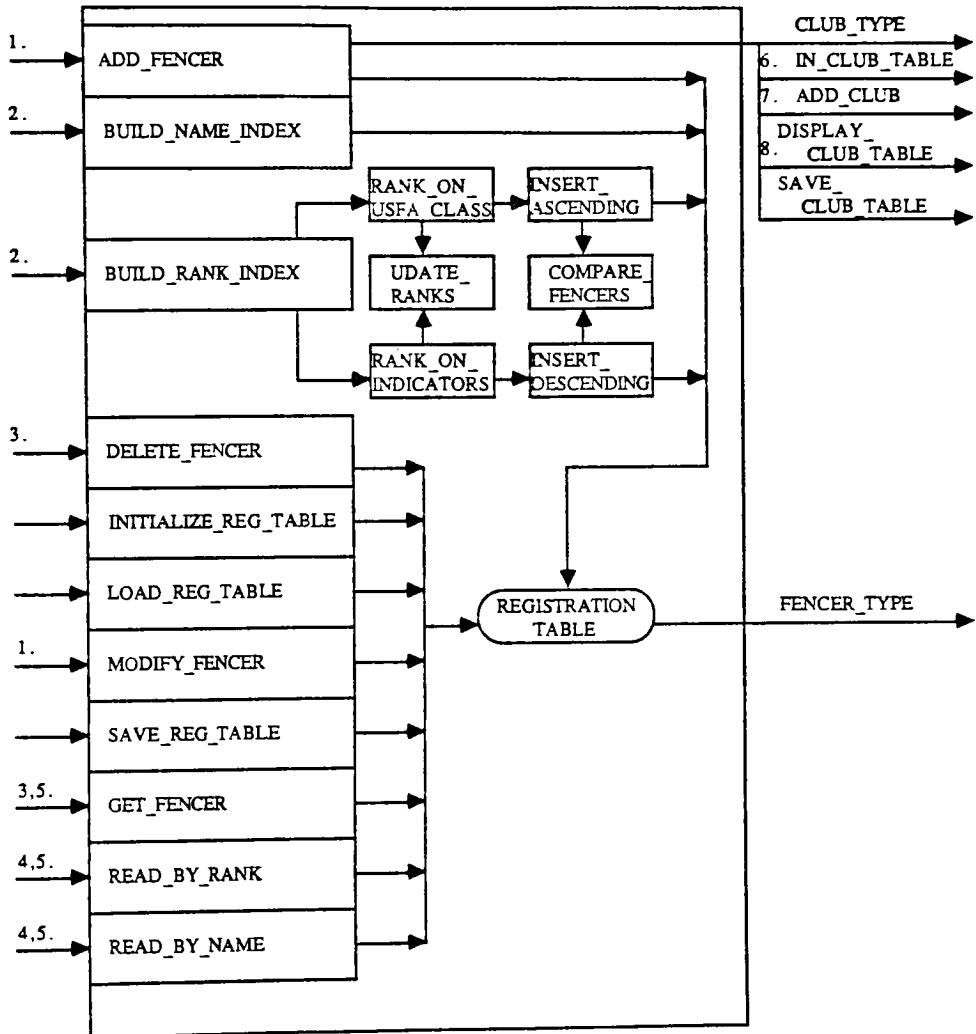 CLUB_TYPE
1.
ADD_FENCER
6. IN_CLUB_TABLE
7. ADD_CLUB
2.
BUILD_NAME_INDEX
DISPLAY_
8. CLUB_TABLE
SAVE_
CLUB_TABLE
RANK_ON_
USFA_CLASS
INSERT_
ASCENDING
2.
BUILD_RANK_INDEX
UDATE_
RANKS
COMPARE_
FENCERS
RANK_ON_
INDICATORS
INSERT_
DESCENDING
3.
DELETE_FENCER
INITIALIZE_REG_TABLE
LOAD_REG_TABLE
REGISTRATION
TABLE
FENCER_TYPE
1.
MODIFY_FENCER
SAVE_REG_TABLE
3,5.
GET_FENCER
4,5.
READ_BY_RANK
4,5.
READ_BY_NAME